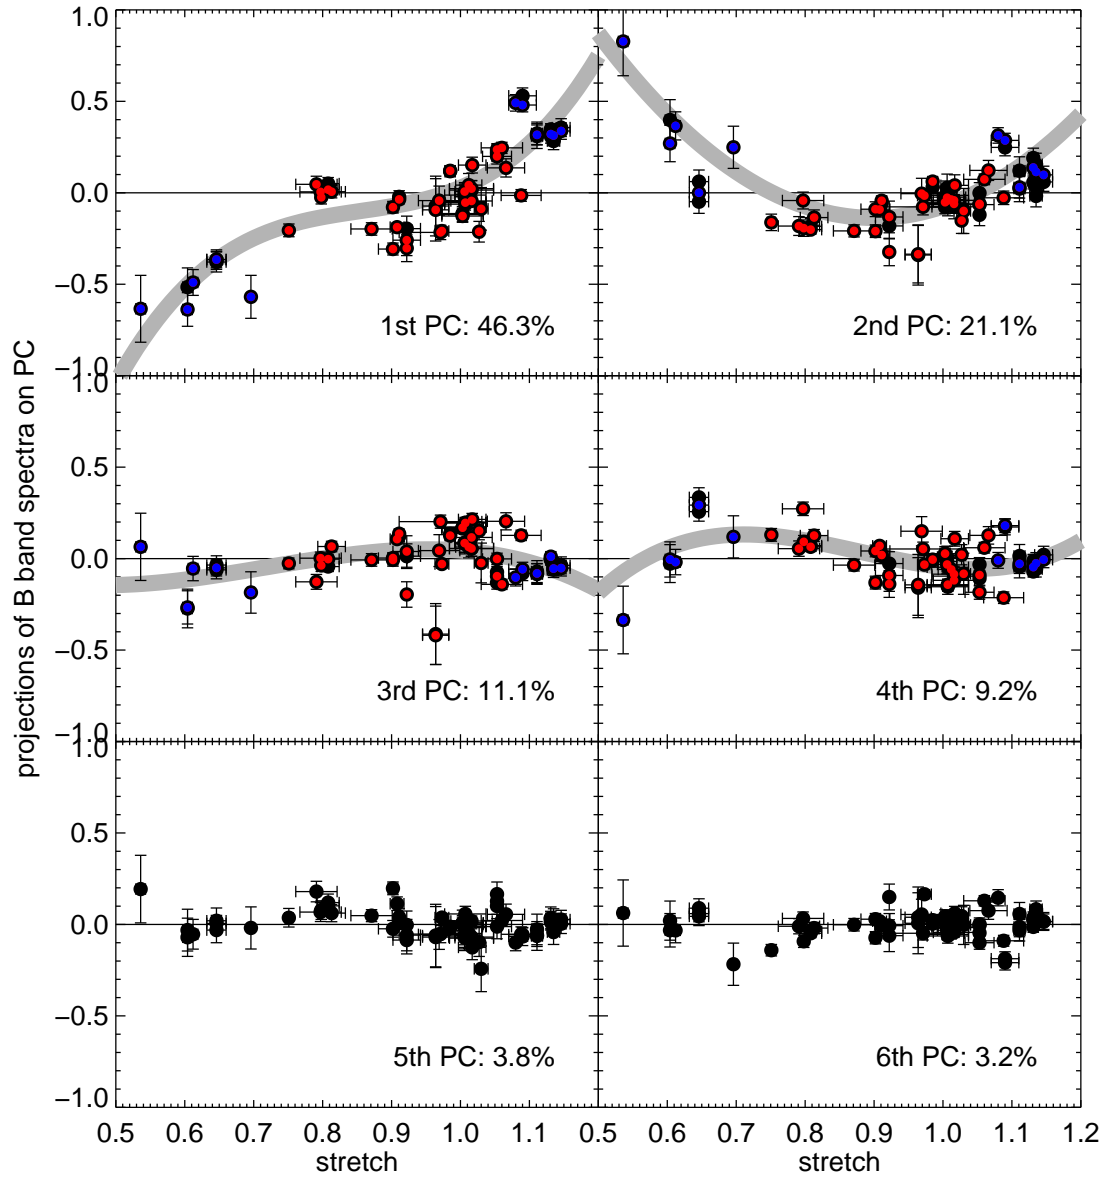 projections of B band spectra on PC
1.0
0.5
0.0
−0.5
−1.0
1st PC: 46.3%
2nd PC: 21.1%
1.0
0.5
0.0
−0.5
−1.0
3rd PC: 11.1%
4th PC: 9.2%
1.0
0.5
0.0
−0.5
−1.0
5th PC: 3.8%
6th PC: 3.2%
0.5 0.6 0.7 0.8 0.9 1.0 1.1 0.5 0.6 0.7 0.8 0.9 1.0 1.1 1.2
stretch stretch